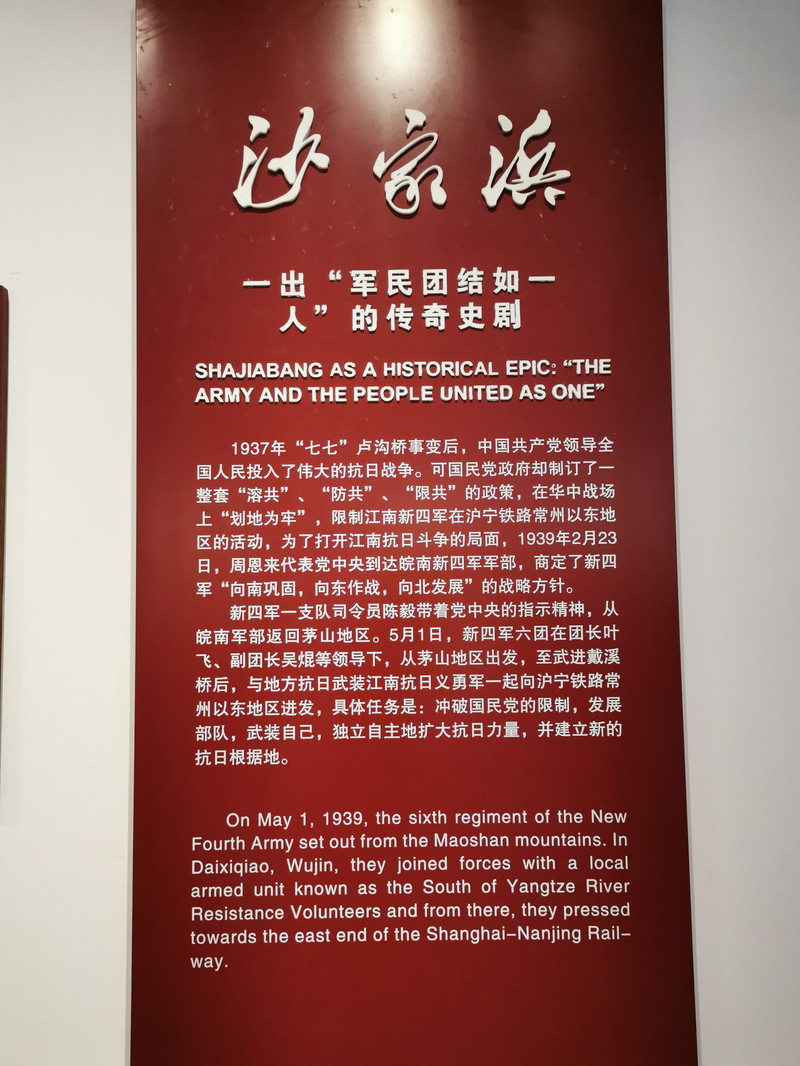 沙家浜
一出“军民团结如一
人”的传奇史剧
SHAJIABANG AS A HISTORICAL EPIC: “THE
ARMY AND THE PEOPLE UNITED AS ONE”
1937年“七七”卢沟桥事变后，中国共产党领导全
国人民投入了伟大的抗日战争。可国民党政府却制订了一
整套“溶共”、“防共”、“限共”的政策，在华中战场
上“划地为牢”，限制江南新四军在沪宁铁路常州以东地
区的活动，为了打开江南抗日斗争的局面，1939年2月23
日，周恩来代表党中央到达皖南新四军军部，商定了新四
军“向南巩固，向东作战，向北发展”的战略方针。
新四军一支队司令员陈毅带着党中央的指示精神，从
皖南军部返回茅山地区。5月1日，新四军六团在团长叶
飞、副团长吴焜等领导下，从茅山地区出发，至武进戴溪
桥后，与地方抗日武装江南抗日义勇军一起向沪宁铁路常
州以东地区进发，具体任务是：冲破国民党的限制，发展
部队，武装自己，独立自主地扩大抗日力量，并建立新的
抗日根据地。
On May 1, 1939, the sixth regiment of the New
Fourth Army set out from the Maoshan mountains. In
Daixiqiao, Wujin, they joined forces with a local
armed unit known as the South of Yangtze River
Resistance Volunteers and from there, they pressed
towards the east end of the Shanghai–Nanjing Rail–
way.